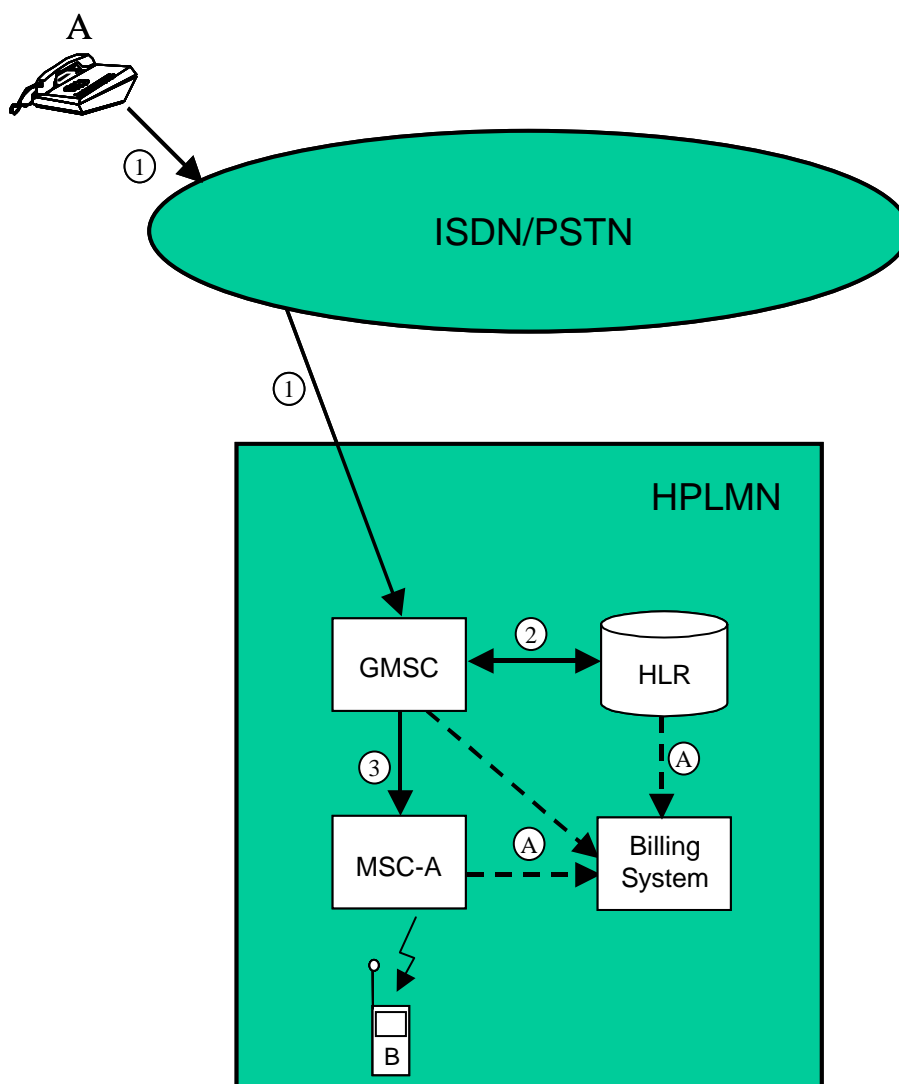 A
1
ISDN/PSTN
1
HPLMN
GMSC
2
HLR
3
A
MSC-A
A
Billing
System
B